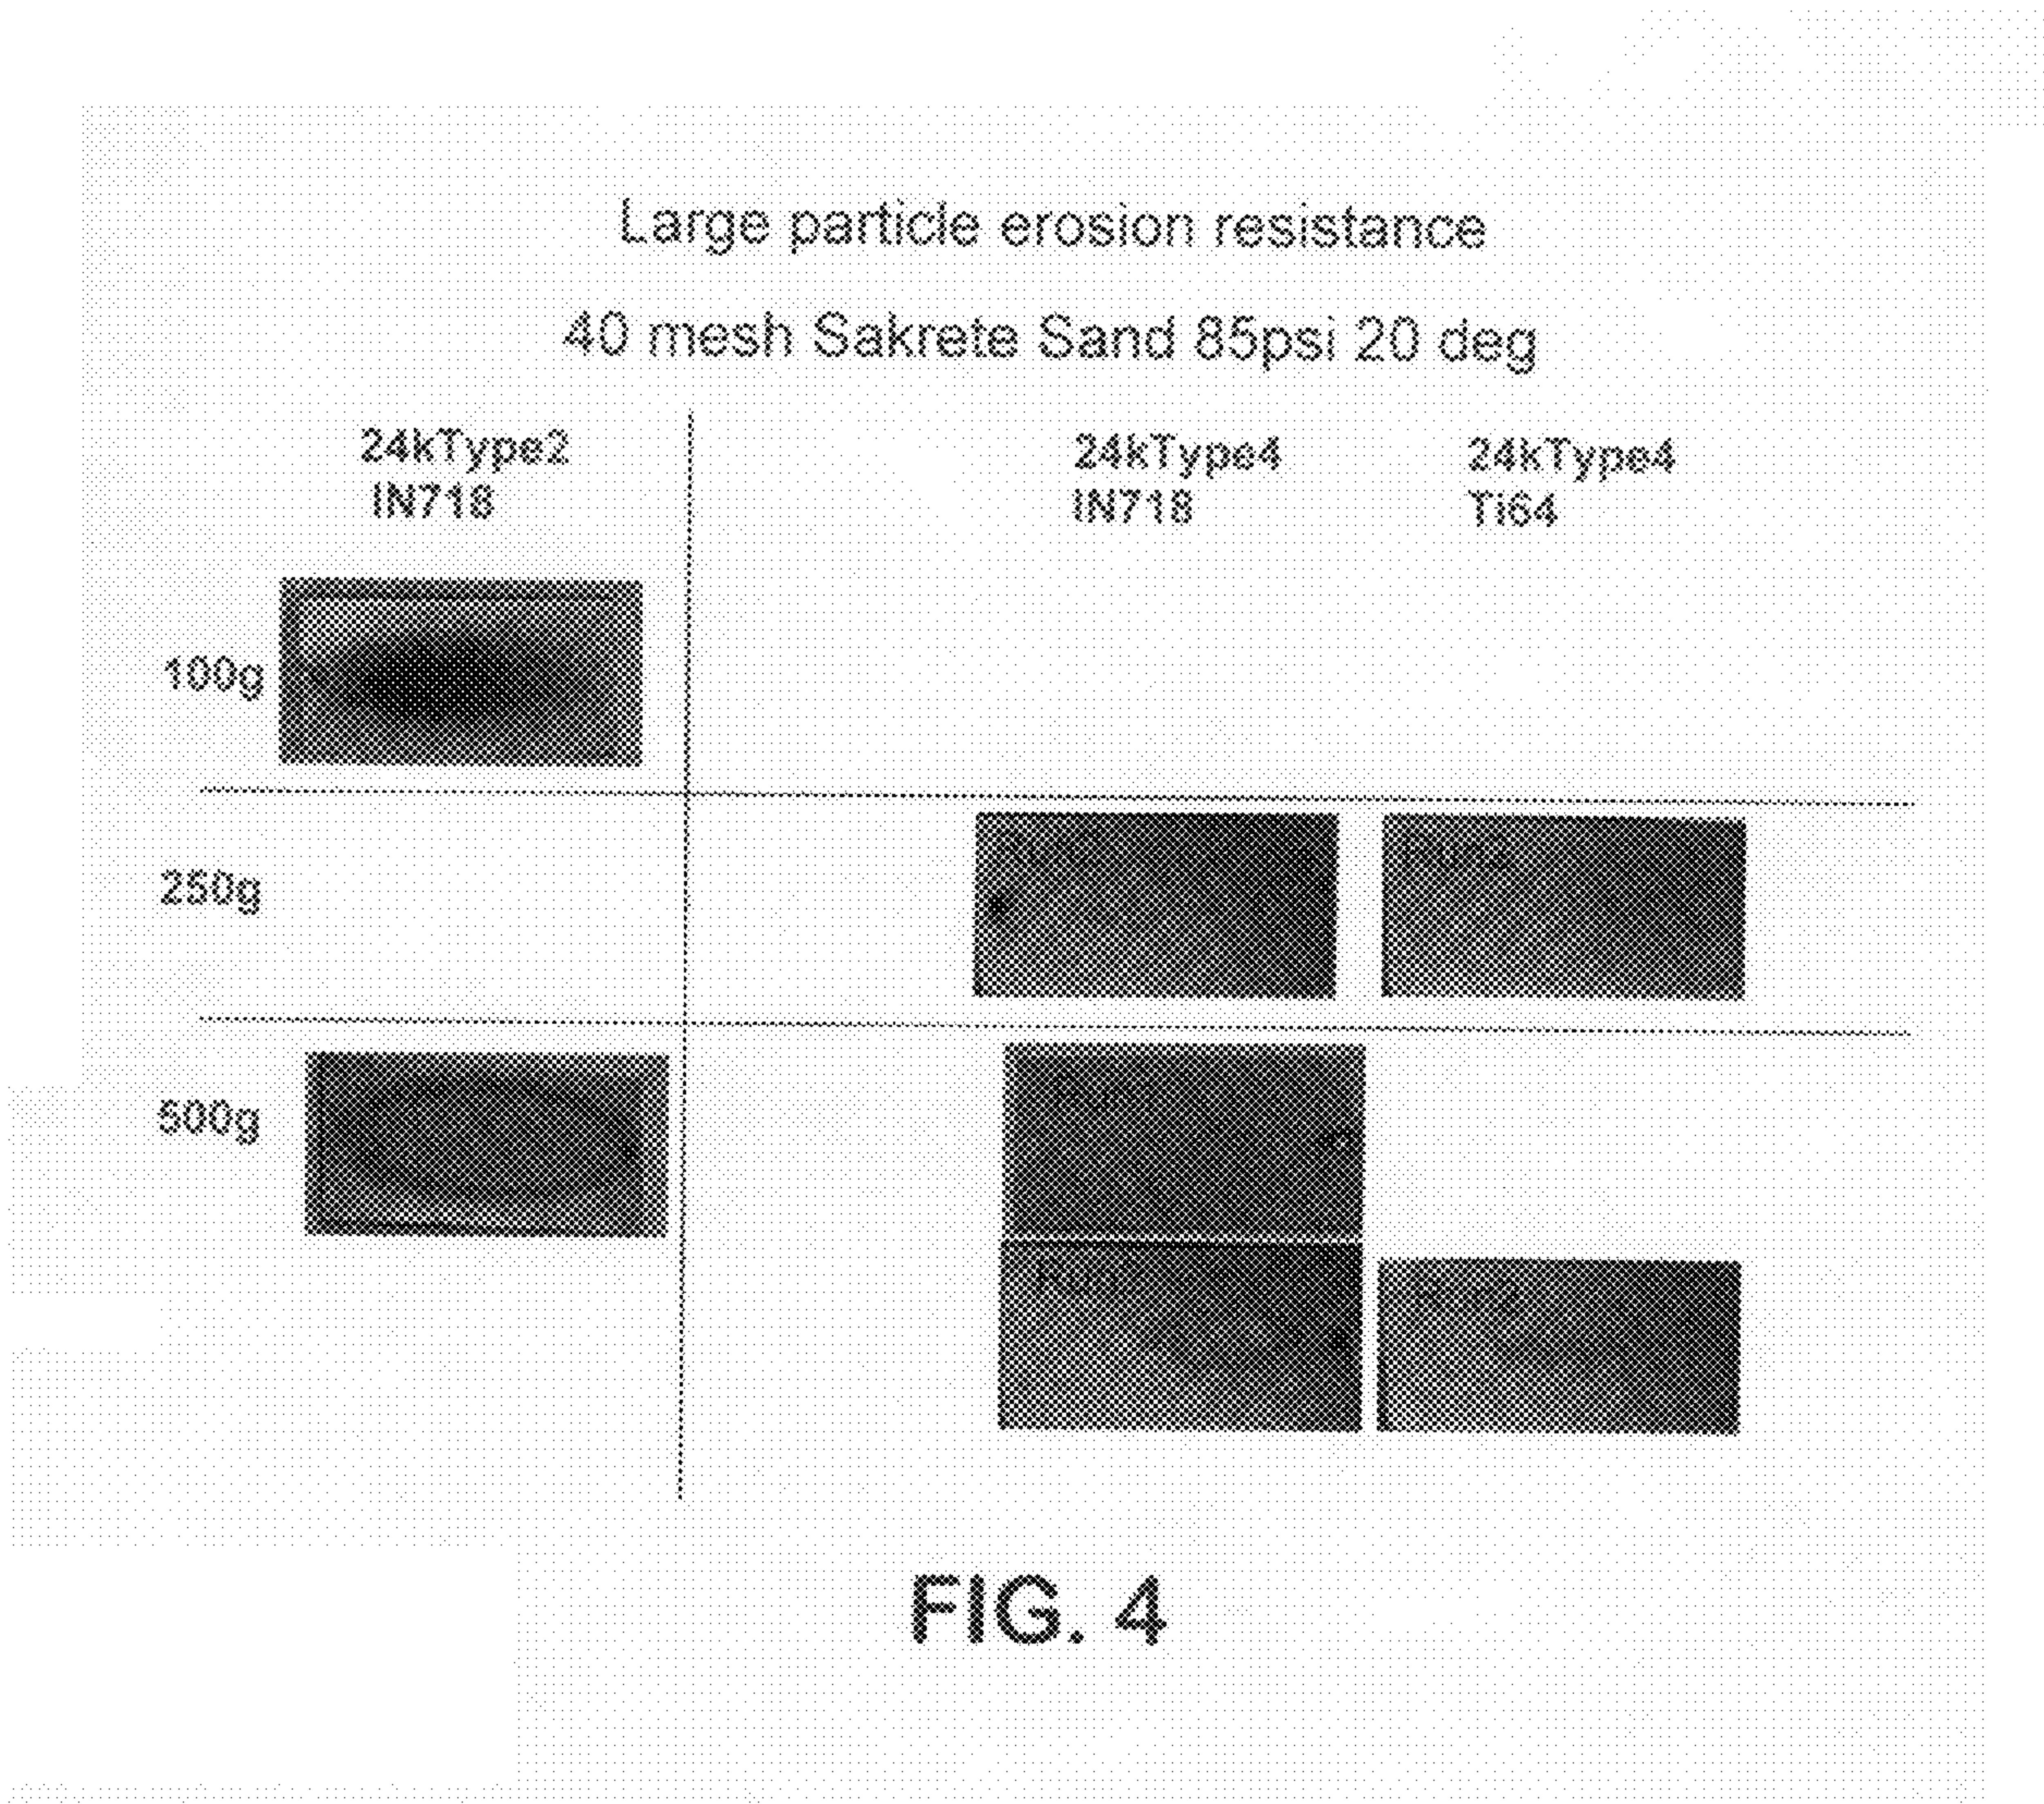 Large particle erosion resistance
40 mesh Sakrete Sand 85psi 20 deg
24kType2
IN718
24kType4
IN718
24kType4
Ti64
100g
250g
500g
FIG. 4